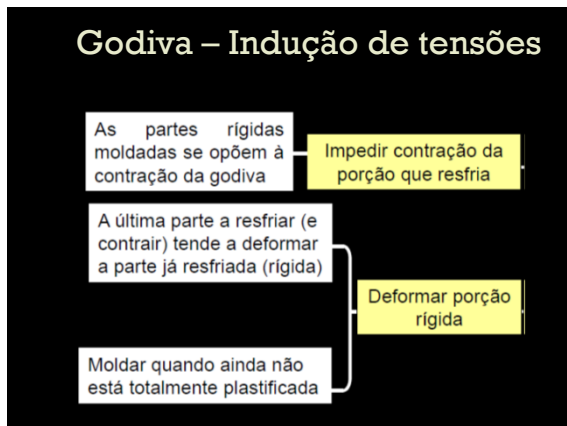 Godiva – Indução de tensões
As partes rígidas
moldadas se opõem à
contração da godiva
Impedir contração da
porção que resfria
A última parte a resfriar (e
contrair) tende a deformar
a parte já resfriada (rígida)
Deformar porção
rígida
Moldar quando ainda não
está totalmente plastificada